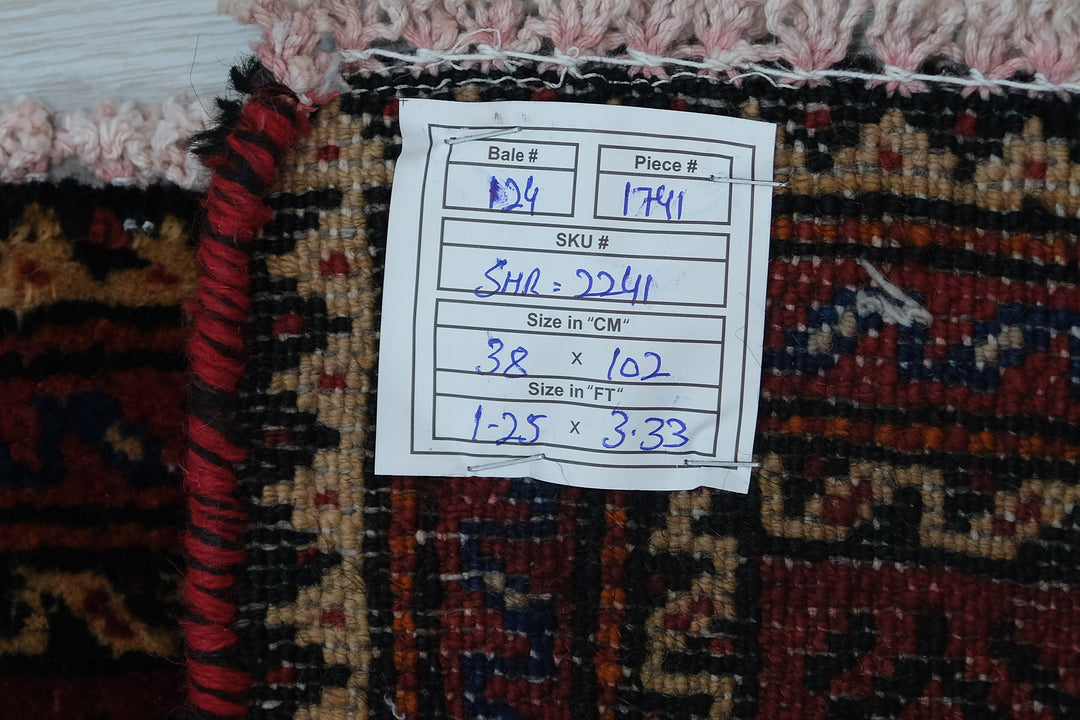 Bale # Piece #
124 1741
SKU #
SHR = 2241
Size in "CM"
38 x 102
Size in "FT"
1-25 x 3.33